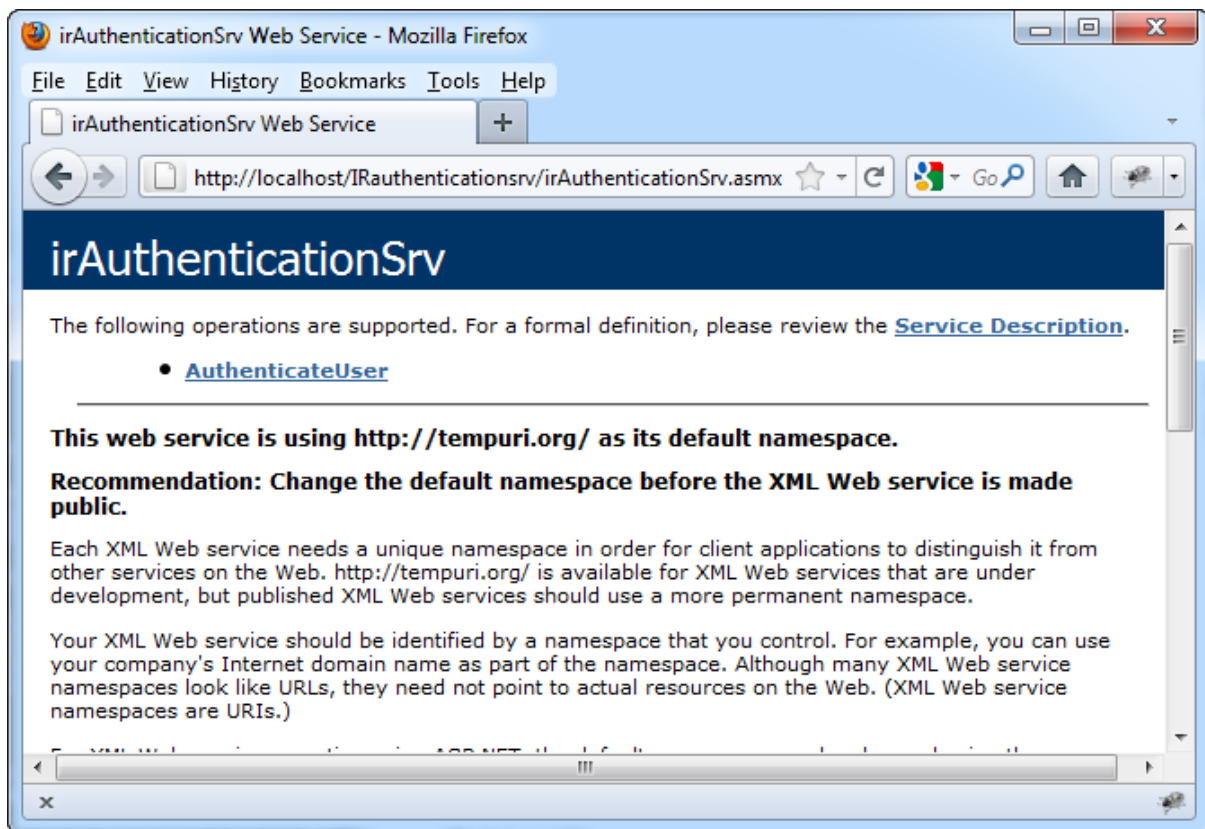 irAuthenticationSrv Web Service - Mozilla Firefox
File Edit View History Bookmarks Tools Help
irAuthenticationSrv Web Service
http://localhost/IRauthenticationsrv/irAuthenticationSrv.asmx
Go
irAuthenticationSrv
The following operations are supported. For a formal definition, please review the Service Description.
• AuthenticateUser
This web service is using http://tempuri.org/ as its default namespace.
Recommendation: Change the default namespace before the XML Web service is made
public.
Each XML Web service needs a unique namespace in order for client applications to distinguish it from
other services on the Web. http://tempuri.org/ is available for XML Web services that are under
development, but published XML Web services should use a more permanent namespace.
Your XML Web service should be identified by a namespace that you control. For example, you can use
your company's Internet domain name as part of the namespace. Although many XML Web service
namespaces look like URLs, they need not point to actual resources on the Web. (XML Web service
namespaces are URIs.)